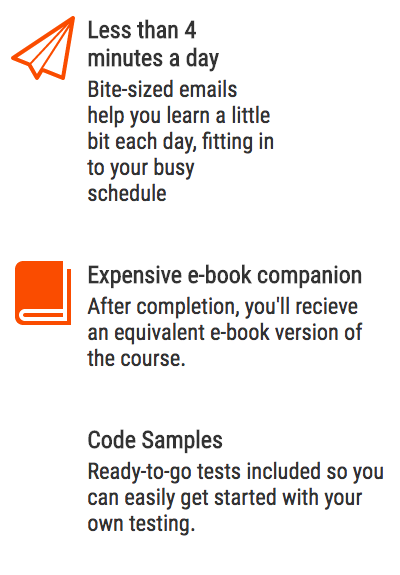 Less than 4
minutes a day
Bite-sized emails
help you learn a little
bit each day, fitting in
to your busy
schedule
Expensive e-book companion
After completion, you'll recieve
an equivalent e-book version of
the course.
Code Samples
Ready-to-go tests included so you
can easily get started with your
own testing.